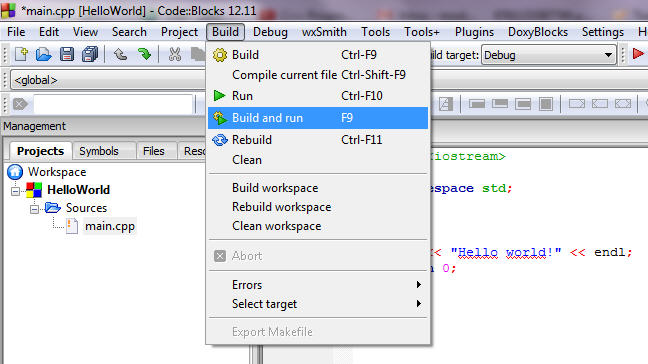 *main.cpp [HelloWorld] - Code::Blocks 12.11
File Edit View Search Project Build Debug wxSmith Tools Tools+ Plugins DoxyBlocks Settings H
build target: Debug
<global>
Build Ctrl-F9
Compile current file Ctrl-Shift-F9
Run Ctrl-F10
Build and run F9
Rebuild Ctrl-F11
Clean
Build workspace
Rebuild workspace
Clean workspace
Abort
Errors
Select target
Export Makefile
Management
Projects Symbols Files Reso
Workspace
HelloWorld
Sources
main.cpp
iostream>
espace std;
< "Hello world!" << endl;
0;